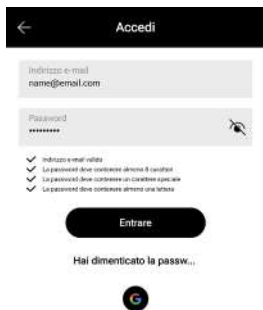 Accedi
Indirizzo e-mail
name@email.com
Password
•••••••••
Indirizzo e-mail valido
La password deve contenere almeno 8 caratteri
La password deve contenere un carattere speciale
La password deve contenere almeno una lettera
Entrare
Hai dimenticato la passw...
G